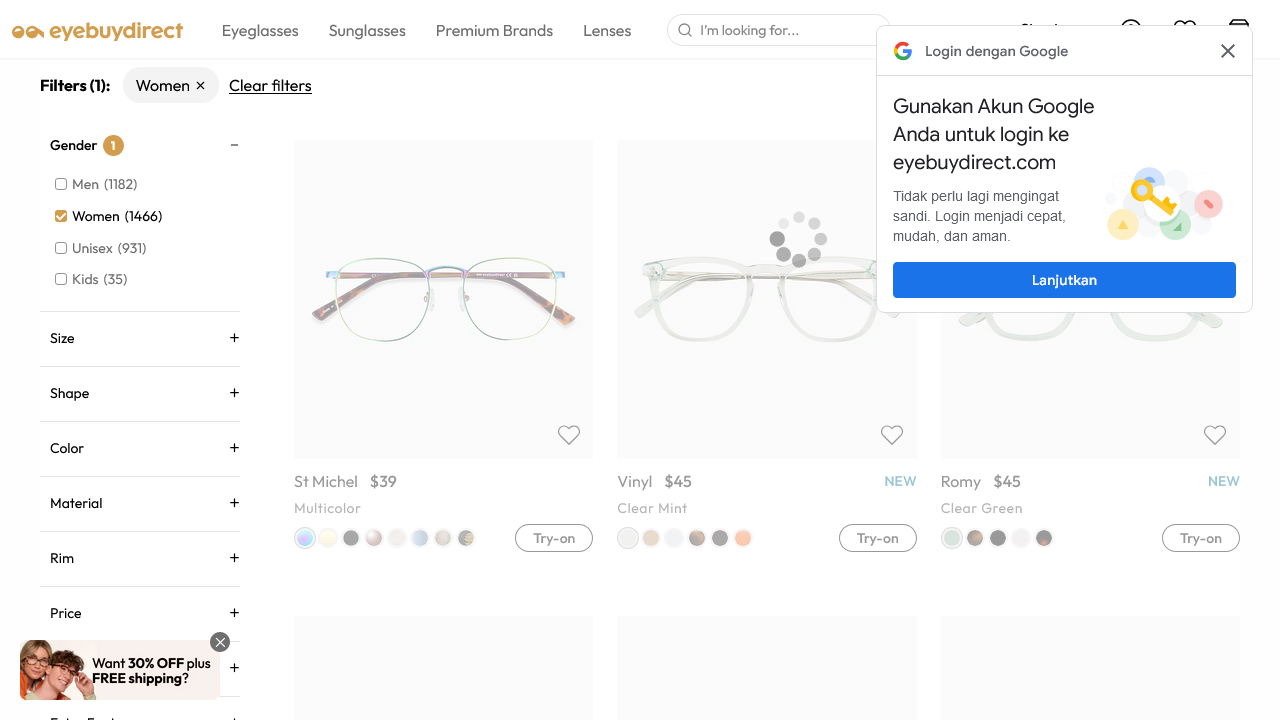 eyebuydirect
Eyeglasses
Sunglasses
Premium Brands
Lenses
I'm looking for...
Login dengan Google
Gunakan Akun Google
Anda untuk login ke
eyebuydirect.com
Tidak perlu lagi mengingat
sandi. Login menjadi cepat,
mudah, dan aman.
Lanjutkan
Filters (1):
Women ×
Clear filters
Gender 1
Men (1182)
Women (1466)
Unisex (931)
Kids (35)
Size
Shape
Color
Material
Rim
Price
Want 30% OFF plus
FREE shipping?
St Michel $39
Multicolor
Try-on
Vinyl $45
NEW
Clear Mint
Try-on
Romy $45
NEW
Clear Green
Try-on